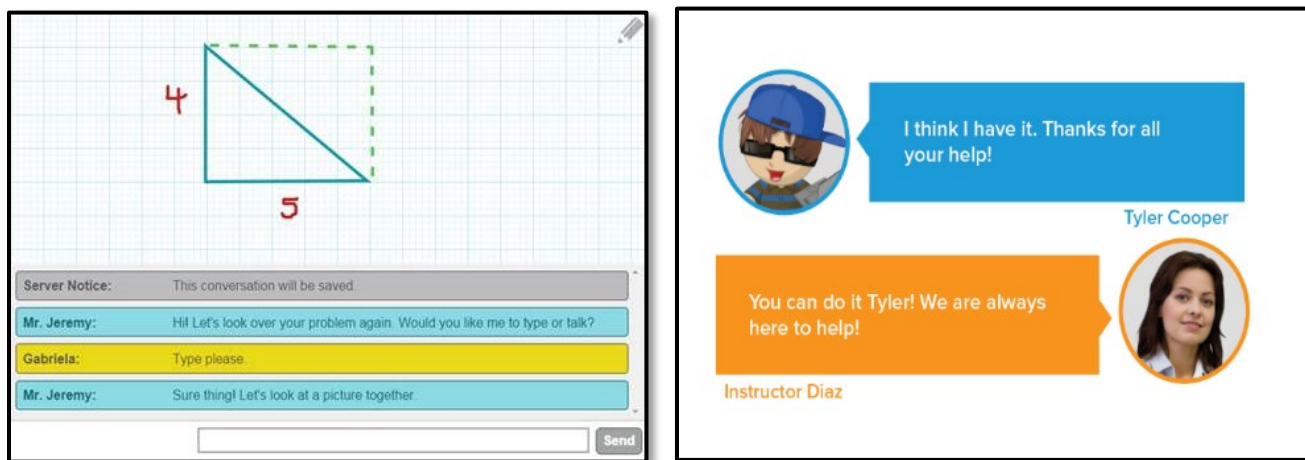 4
5
Server Notice: This conversation will be saved.
Mr. Jeremy: Hi! Let's look over your problem again. Would you like me to type or talk?
Gabriela: Type please.
Mr. Jeremy: Sure thing! Let's look at a picture together.
Send
I think I have it. Thanks for all
your help!
Tyler Cooper
You can do it Tyler! We are always
here to help!
Instructor Diaz